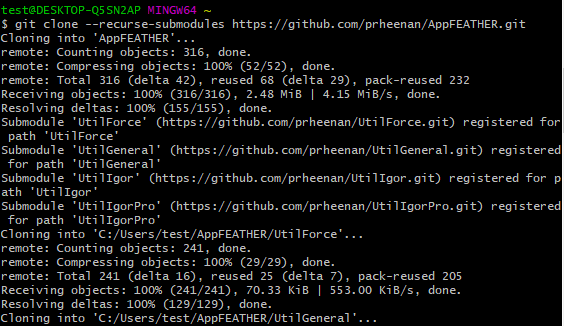 test@DESKTOP-Q5SN2AP MINGW64 ~
$ git clone --recurse-submodules https://github.com/prheenan/AppFEATHER.git
Cloning into 'AppFEATHER'...
remote: Counting objects: 316, done.
remote: Compressing objects: 100% (52/52), done.
remote: Total 316 (delta 42), reused 68 (delta 29), pack-reused 232
Receiving objects: 100% (316/316), 2.48 MiB | 4.15 MiB/s, done.
Resolving deltas: 100% (155/155), done.
Submodule 'UtilForce' (https://github.com/prheenan/UtilForce.git) registered for
 path 'UtilForce'
Submodule 'UtilGeneral' (https://github.com/prheenan/UtilGeneral.git) registered
 for path 'UtilGeneral'
Submodule 'UtilIgor' (https://github.com/prheenan/UtilIgor.git) registered for p
ath 'UtilIgor'
Submodule 'UtilIgorPro' (https://github.com/prheenan/UtilIgorPro.git) registered
 for path 'UtilIgorPro'
Cloning into 'C:/Users/test/AppFEATHER/UtilForce'...
remote: Counting objects: 241, done.
remote: Compressing objects: 100% (29/29), done.
remote: Total 241 (delta 16), reused 25 (delta 7), pack-reused 205
Receiving objects: 100% (241/241), 70.33 KiB | 553.00 KiB/s, done.
Resolving deltas: 100% (129/129), done.
Cloning into 'C:/Users/test/AppFEATHER/UtilGeneral'...